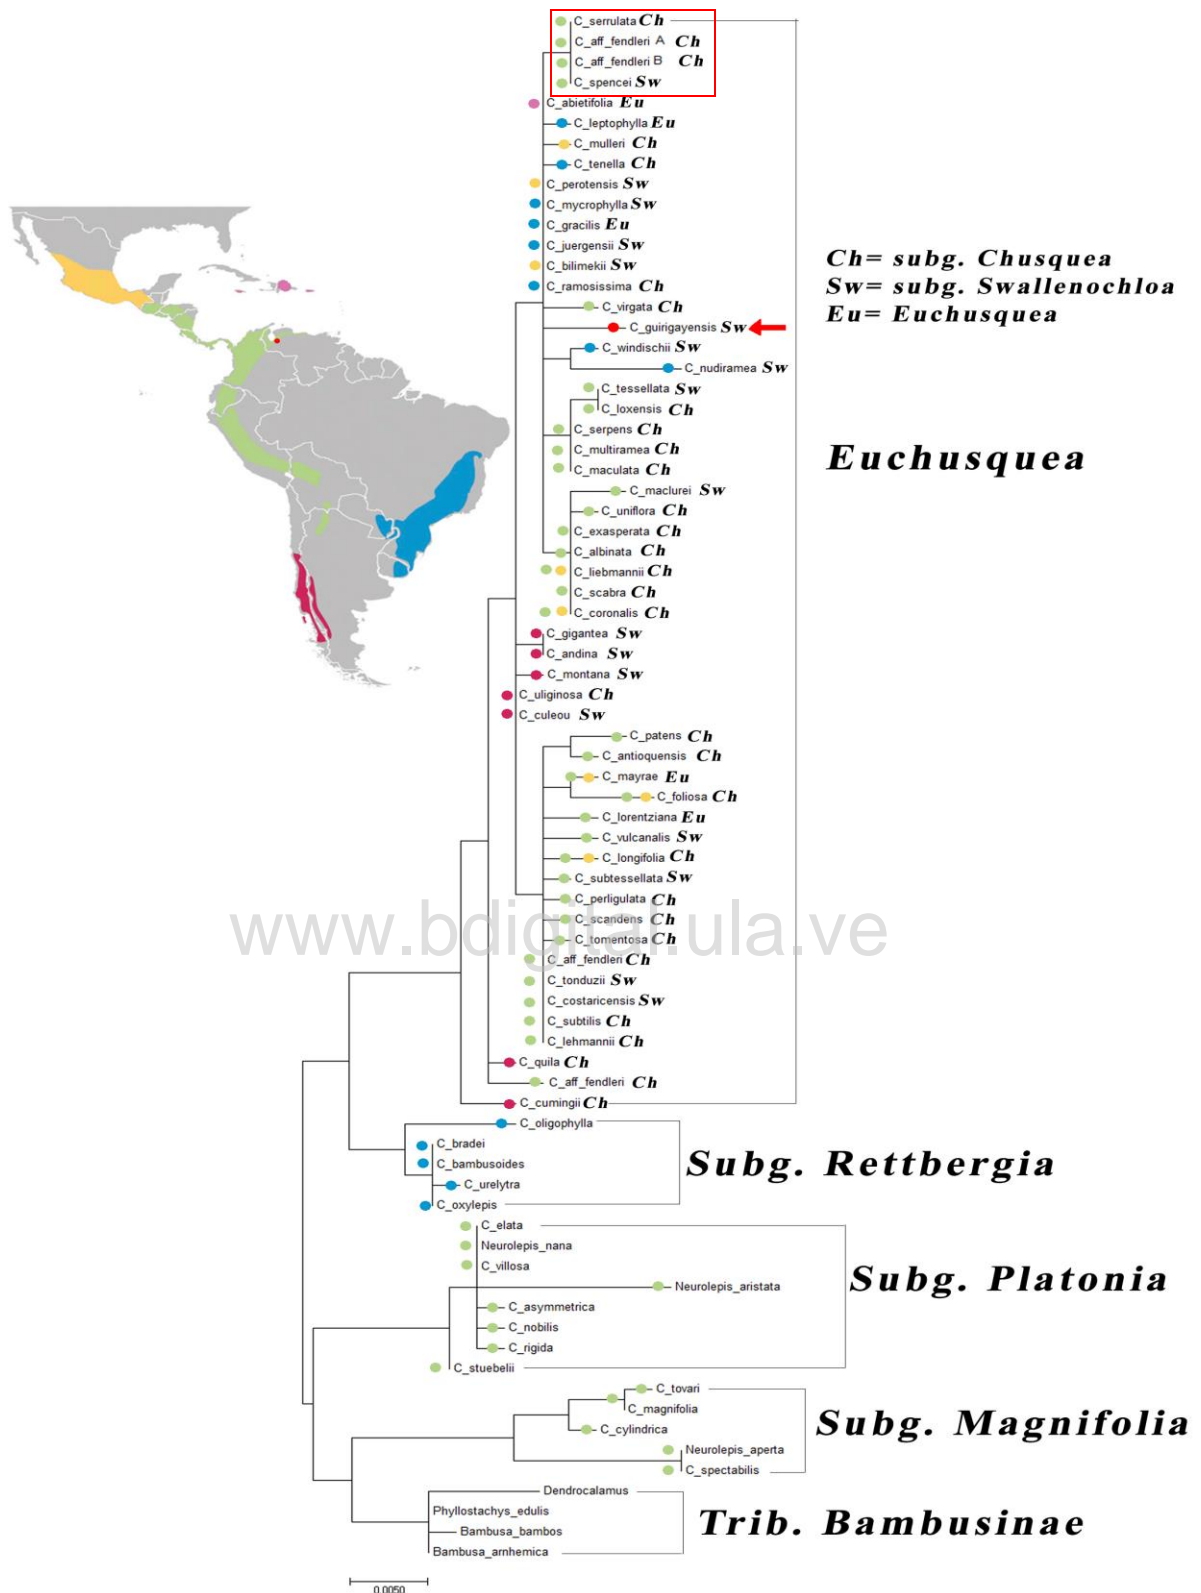 C_serrulata Ch
C_aff_fendleri A Ch
C_aff_fendleri B Ch
C_spencei Sw
C_abietifolia Eu
C_leptophylla Eu
C_mulleri Ch
C_tenella Ch
C_perotensis Sw
C_mycrophylla Sw
C_gracilis Eu
C_juergensii Sw
C_bilimekii Sw
C_ramosissima Ch
C_virgata Ch
C_guirigayensis Sw
C_windischii Sw
C_nudiramea Sw
C_tessellata Sw
C_loxensis Ch
C_serpens Ch
C_multiramea Ch
C_maculata Ch
C_maclurei Sw
C_uniflora Ch
C_exasperata Ch
C_albinata Ch
C_liebmannii Ch
C_scabra Ch
C_coronalis Ch
C_gigantea Sw
C_andina Sw
C_montana Sw
C_uliginosa Ch
C_culeou Sw
C_patens Ch
C_antioquensis Ch
C_mayrae Eu
C_foliosa Ch
C_lorentziana Eu
C_vulcanalis Sw
C_longifolia Ch
C_subtessellata Sw
C_perligulata Ch
C_scandens Ch
C_tomentosa Ch
C_aff_fendleri Ch
C_tonduzii Sw
C_costaricensis Sw
C_subtilis Ch
C_lehmannii Ch
C_quila Ch
C_aff_fendleri Ch
C_cumingii Ch
C_oligophylla
C_bradei
C_bambusoides
C_urelytra
C_oxylepis
C_elata
Neurolepis_nana
C_villosa
Neurolepis_aristata
C_asymmetrica
C_nobilis
C_rigida
C_stuebelii
C_tovari
C_magnifolia
C_cylindrica
Neurolepis_aperta
C_spectabilis
Dendrocalamus
Phyllostachys_edulis
Bambusa_bambos
Bambusa_arnhemica
0.0050
Ch= subg. Chusquea
Sw= subg. Swallenochloa
Eu= Euchusquea
Euchusquea
Subg. Rettbergia
Subg. Platonia
Subg. Magnifolia
Trib. Bambusinae
www.bdigital.ula.ve